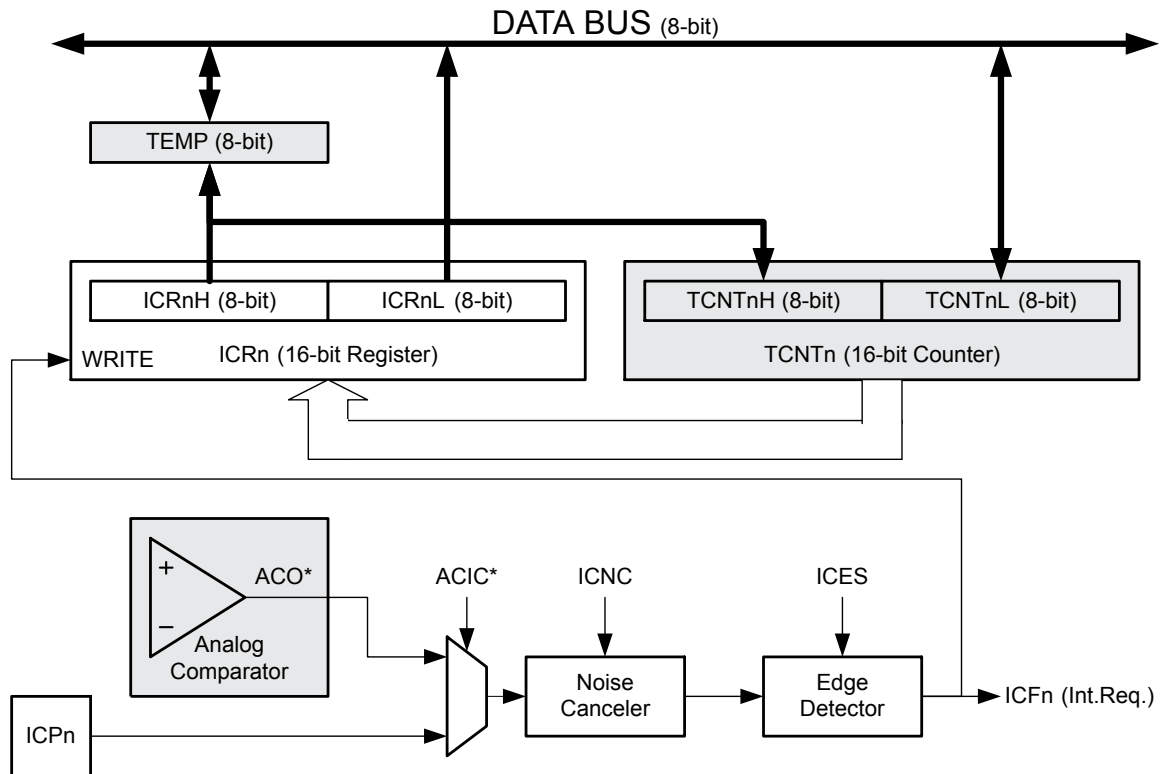 DATA BUS (8-bit)
TEMP (8-bit)
ICRnH (8-bit)
ICRnL (8-bit)
TCNTnH (8-bit)
TCNTnL (8-bit)
WRITE
ICRn (16-bit Register)
TCNTn (16-bit Counter)
+
−
ACO*
Analog
Comparator
ACIC*
ICNC
ICES
Noise
Canceler
Edge
Detector
ICFn (Int.Req.)
ICPn